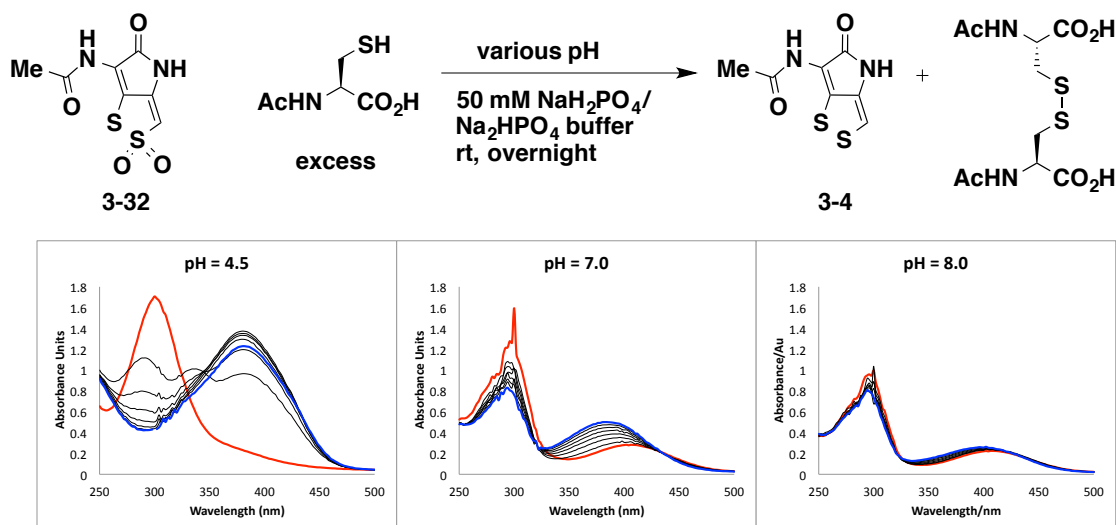 O
H
N
Me
NH
O
S
S
O
O
3-32
SH
AcHN
CO₂H
excess
various pH
50 mM NaH₂PO₄/
Na₂HPO₄ buffer
rt, overnight
O
H
N
Me
NH
O
S
S
3-4
+
AcHN
CO₂H
S
S
AcHN
CO₂H
pH = 4.5
Absorbance Units
1.8
1.6
1.4
1.2
1
0.8
0.6
0.4
0.2
0
250 300 350 400 450 500
Wavelength (nm)
pH = 7.0
Absorbance Units
1.8
1.6
1.4
1.2
1
0.8
0.6
0.4
0.2
0
250 300 350 400 450 500
Wavelength (nm)
pH = 8.0
Absorbance/Au
1.8
1.6
1.4
1.2
1
0.8
0.6
0.4
0.2
0
250 300 350 400 450 500
Wavelength/nm